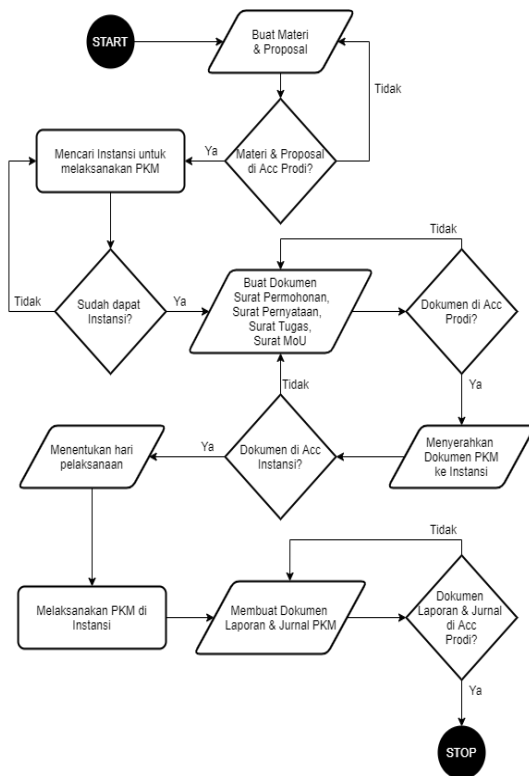 START
Buat Materi
& Proposal
Tidak
Materi & Proposal
di Acc Prodi?
Ya
Mencari Instansi untuk
melaksanakan PKM
Sudah dapat
Instansi?
Tidak
Ya
Buat Dokumen
Surat Permohonan,
Surat Pernyataan,
Surat Tugas,
Surat MoU
Tidak
Dokumen di Acc
Prodi?
Ya
Menyerahkan
Dokumen PKM
ke Instansi
Tidak
Dokumen di Acc
Instansi?
Ya
Menentukan hari
pelaksanaan
Melaksanakan PKM di
Instansi
Membuat Dokumen
Laporan & Jurnal PKM
Tidak
Dokumen
Laporan & Jurnal
di Acc
Prodi?
Ya
STOP